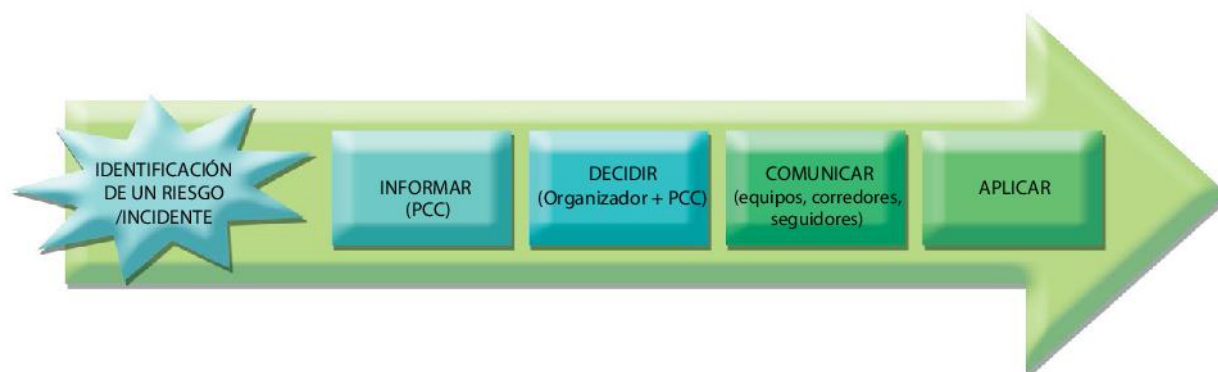 IDENTIFICACIÓN
DE UN RIESGO
/INCIDENTE
INFORMAR
(PCC)
DECIDIR
(Organizador + PCC)
COMUNICAR
(equipos, corredores,
seguidores)
APLICAR